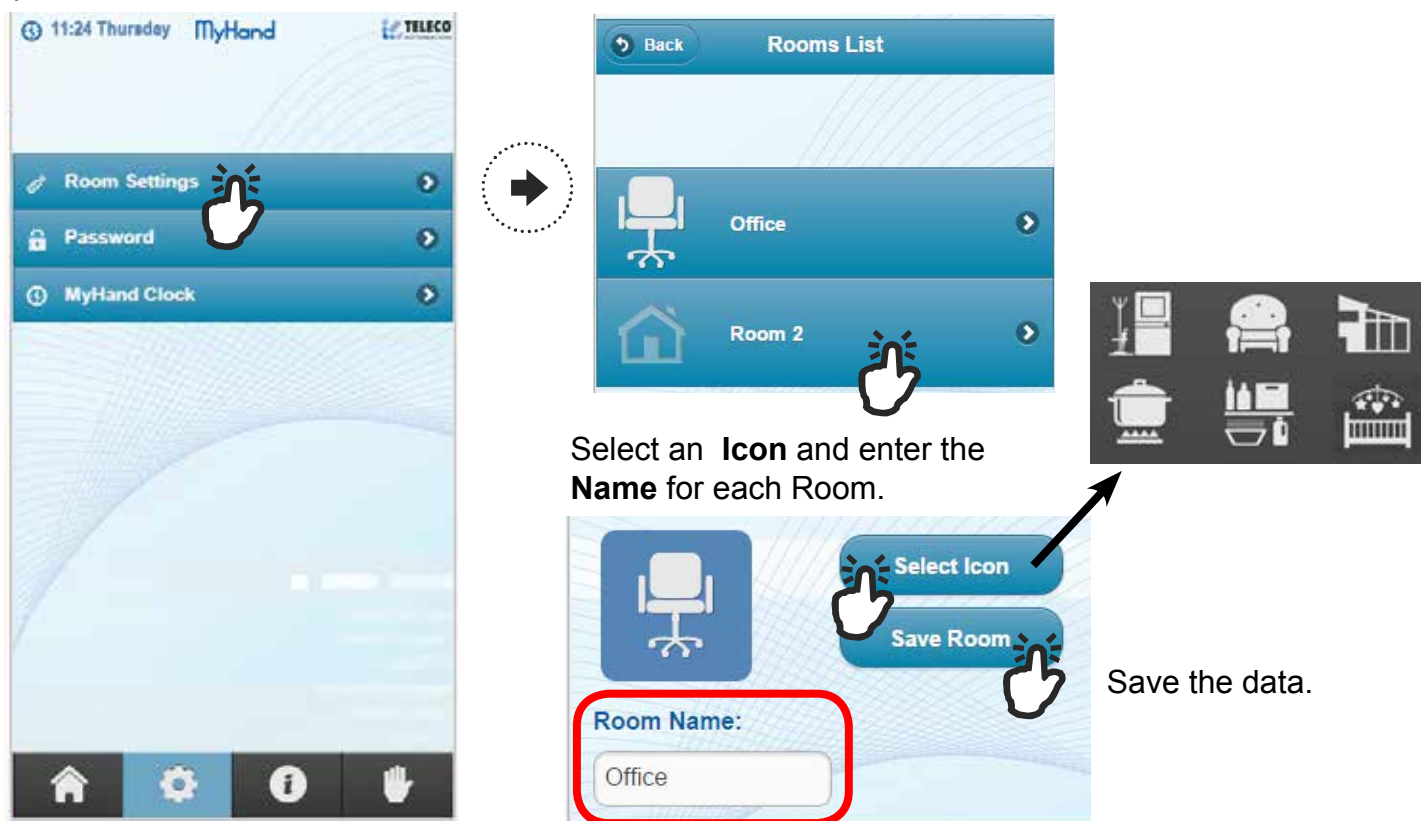 11:24 Thursday MyHand TELECO
Room Settings
Password
MyHand Clock
Back Rooms List
Office
Room 2
Select an Icon and enter the
Name for each Room.
Select Icon
Save Room
Save the data.
Room Name:
Office